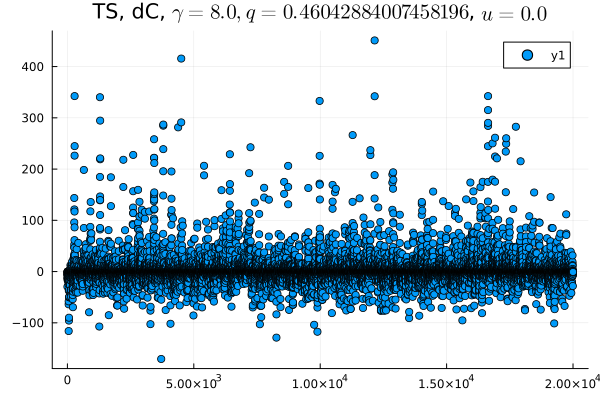 TS, dC, γ = 8.0, q = 0.46042884007458196, u = 0.0
y1
400
300
200
100
0
−100
0 5.00×10³ 1.00×10⁴ 1.50×10⁴ 2.00×10⁴